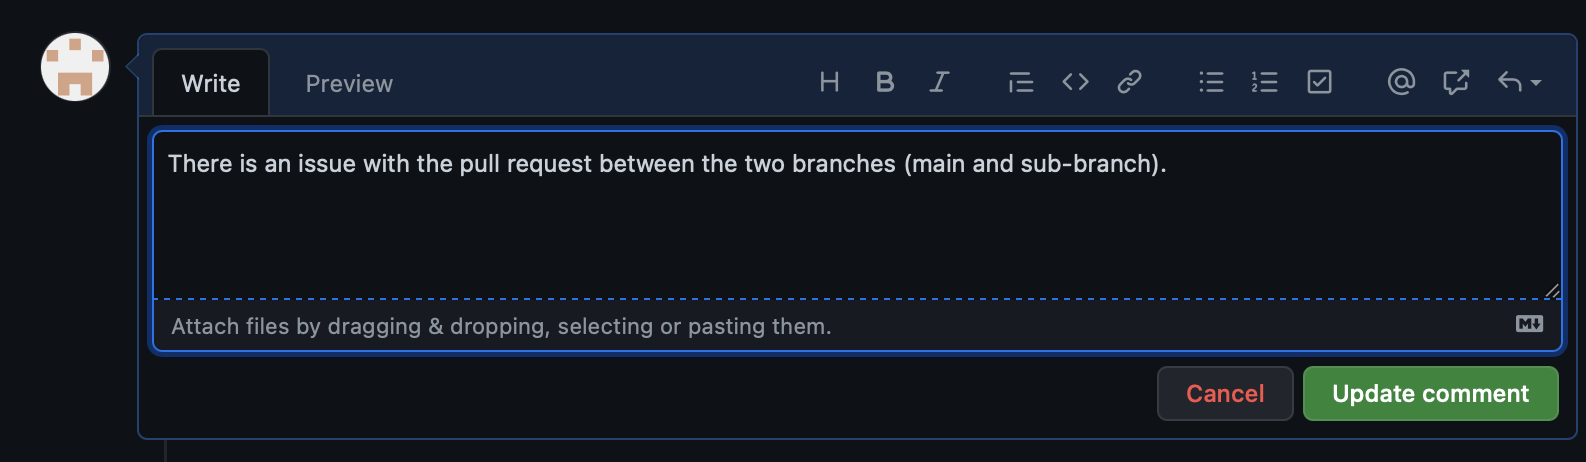 Write Preview H B I @
There is an issue with the pull request between the two branches (main and sub-branch).
Attach files by dragging & dropping, selecting or pasting them.
Cancel Update comment